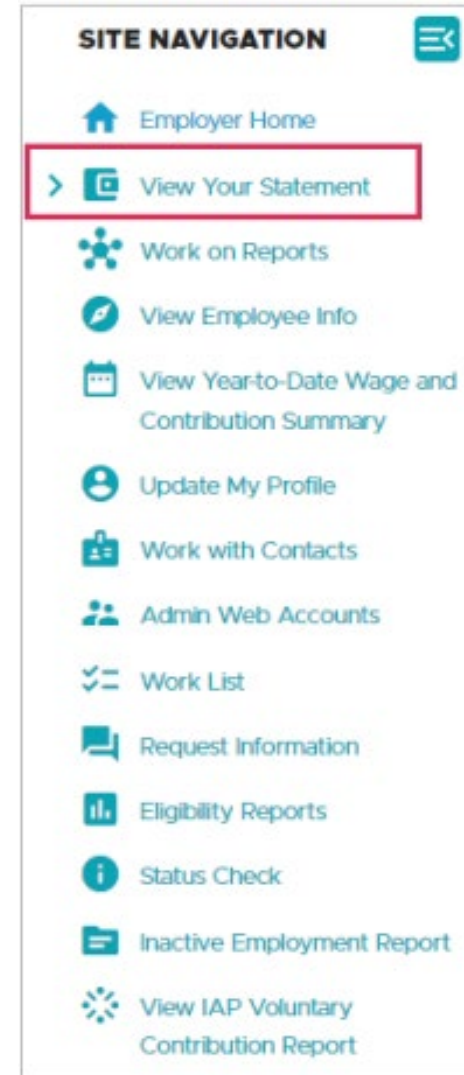 SITE NAVIGATION
Employer Home
View Your Statement
Work on Reports
View Employee Info
View Year-to-Date Wage and
Contribution Summary
Update My Profile
Work with Contacts
Admin Web Accounts
Work List
Request Information
Eligibility Reports
Status Check
Inactive Employment Report
View IAP Voluntary
Contribution Report